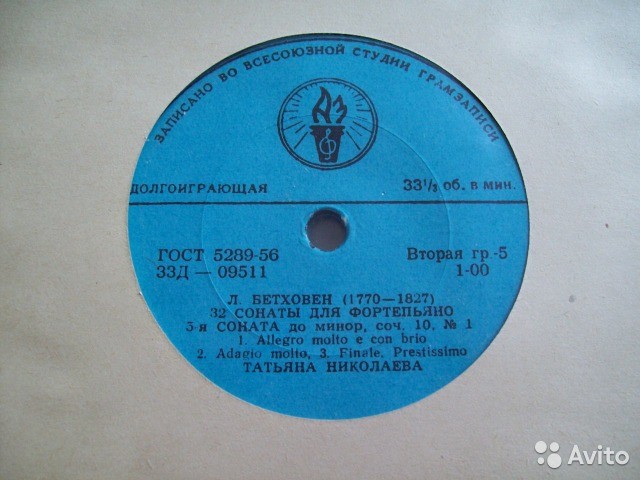 ЗАПИСАНО ВО ВСЕСОЮЗНОЙ СТУДИИ ГРАМЗАПИСИ
АЗ
ДОЛГОИГРАЮЩАЯ 33⅓ об. в мин.
ГОСТ 5289-56 Вторая гр.-5
33Д — 09511 1-00
Л. БЕТХОВЕН (1770—1827)
32 СОНАТЫ ДЛЯ ФОРТЕПЬЯНО
5-я СОНАТА до минор, соч. 10, № 1
1. Allegro molto e con brio
2. Adagio molto, 3. Finale, Prestissimo
ТАТЬЯНА НИКОЛАЕВА
Avito